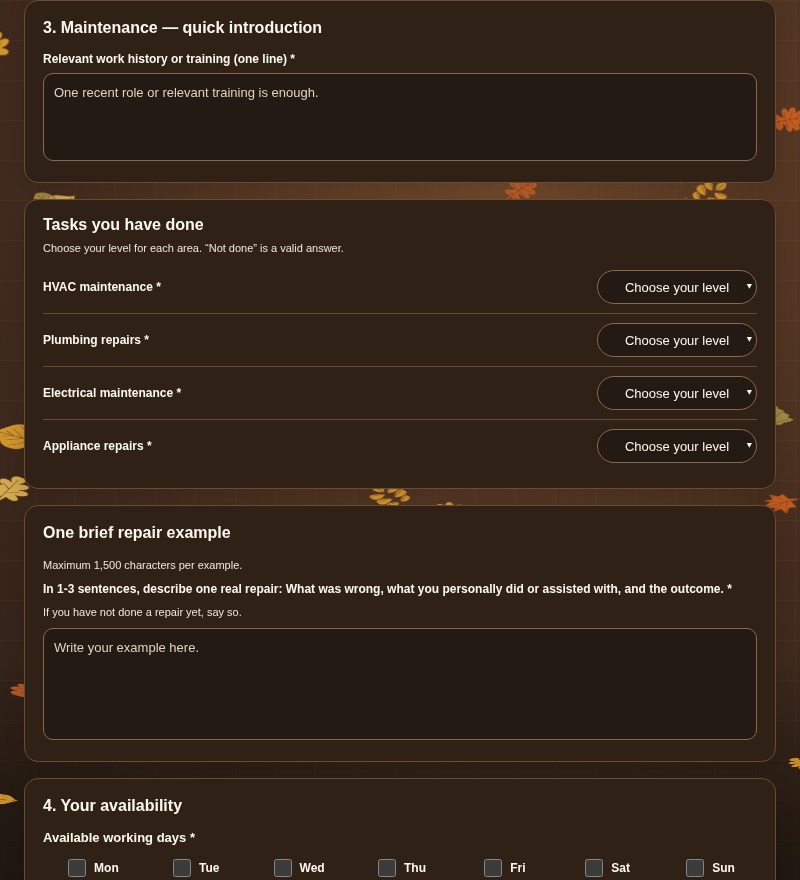 3. Maintenance — quick introduction
Relevant work history or training (one line) *
One recent role or relevant training is enough.
Tasks you have done
Choose your level for each area. “Not done” is a valid answer.
HVAC maintenance *
Choose your level
Plumbing repairs *
Choose your level
Electrical maintenance *
Choose your level
Appliance repairs *
Choose your level
One brief repair example
Maximum 1,500 characters per example.
In 1-3 sentences, describe one real repair: What was wrong, what you personally did or assisted with, and the outcome. *
If you have not done a repair yet, say so.
Write your example here.
4. Your availability
Available working days *
Mon Tue Wed Thu Fri Sat Sun